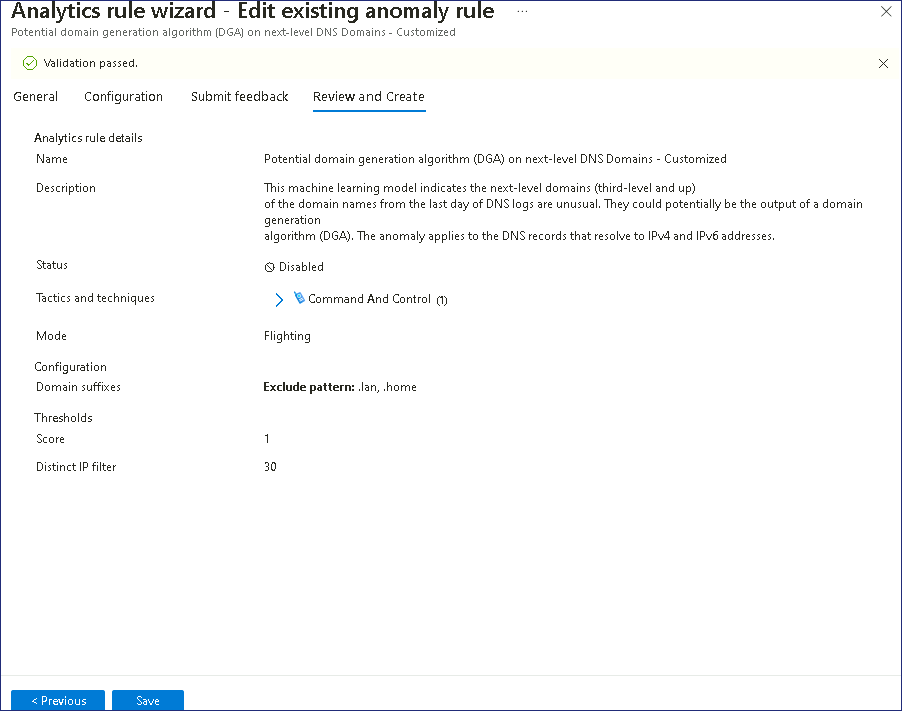 Analytics rule wizard - Edit existing anomaly rule ...
Potential domain generation algorithm (DGA) on next-level DNS Domains - Customized
Validation passed.
General Configuration Submit feedback Review and Create
Analytics rule details
Name Potential domain generation algorithm (DGA) on next-level DNS Domains - Customized
Description This machine learning model indicates the next-level domains (third-level and up)
of the domain names from the last day of DNS logs are unusual. They could potentially be the output of a domain
generation
algorithm (DGA). The anomaly applies to the DNS records that resolve to IPv4 and IPv6 addresses.
Status Disabled
Tactics and techniques Command And Control (1)
Mode Flighting
Configuration
Domain suffixes Exclude pattern: .lan, .home
Thresholds
Score 1
Distinct IP filter 30
< Previous Save